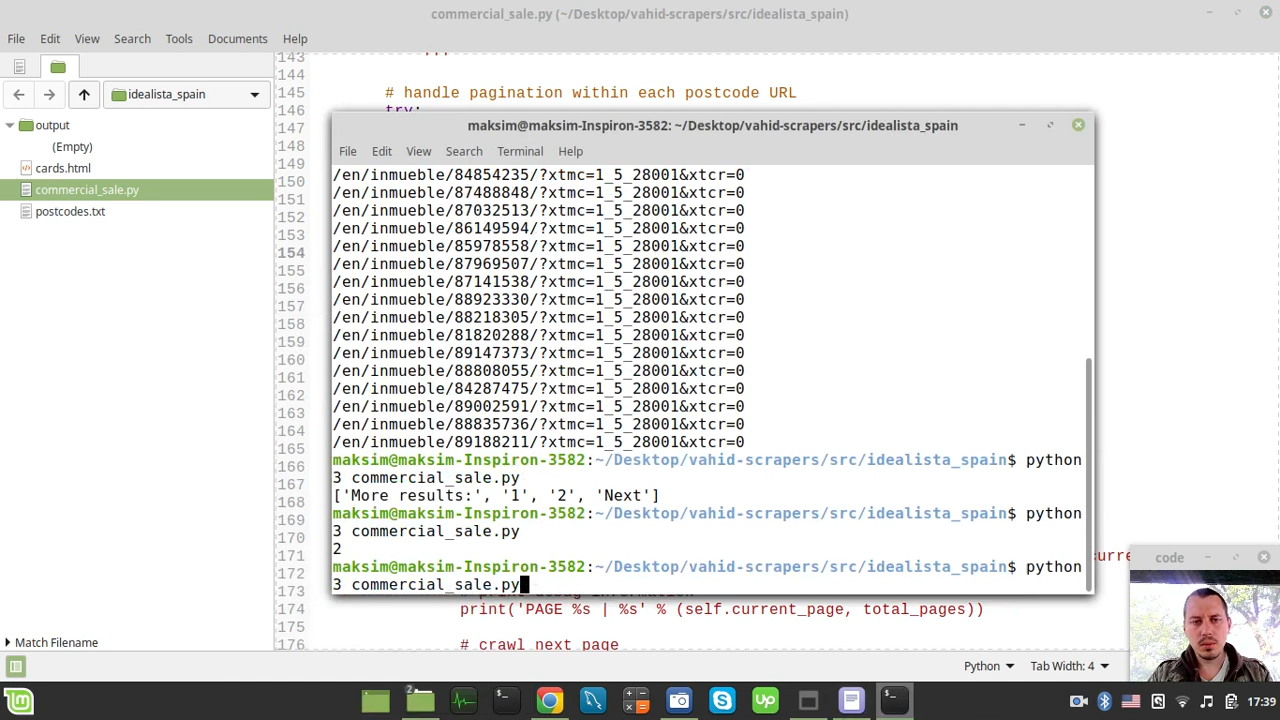 commercial_sale.py (~/Desktop/vahid-scrapers/src/idealista_spain)
File Edit View Search Tools Documents Help
idealista_spain
output
(Empty)
cards.html
commercial_sale.py
postcodes.txt
Match Filename
143
144
145 # handle pagination within each postcode URL
146 try:
147
148
149
150
151
152
153
154
155
156
157
158
159
160
161
162
163
164
165
166
167
168
169
170
171
172
173
174 print('PAGE %s | %s' % (self.current_page, total_pages))
175
176 # crawl next page
maksim@maksim-Inspiron-3582: ~/Desktop/vahid-scrapers/src/idealista_spain
File Edit View Search Terminal Help
/en/inmueble/84854235/?xtmc=1_5_28001&xtcr=0
/en/inmueble/87488848/?xtmc=1_5_28001&xtcr=0
/en/inmueble/87032513/?xtmc=1_5_28001&xtcr=0
/en/inmueble/86149594/?xtmc=1_5_28001&xtcr=0
/en/inmueble/85978558/?xtmc=1_5_28001&xtcr=0
/en/inmueble/87969507/?xtmc=1_5_28001&xtcr=0
/en/inmueble/87141538/?xtmc=1_5_28001&xtcr=0
/en/inmueble/88923330/?xtmc=1_5_28001&xtcr=0
/en/inmueble/88218305/?xtmc=1_5_28001&xtcr=0
/en/inmueble/81820288/?xtmc=1_5_28001&xtcr=0
/en/inmueble/89147373/?xtmc=1_5_28001&xtcr=0
/en/inmueble/88808055/?xtmc=1_5_28001&xtcr=0
/en/inmueble/84287475/?xtmc=1_5_28001&xtcr=0
/en/inmueble/89002591/?xtmc=1_5_28001&xtcr=0
/en/inmueble/88835736/?xtmc=1_5_28001&xtcr=0
/en/inmueble/89188211/?xtmc=1_5_28001&xtcr=0
maksim@maksim-Inspiron-3582:~/Desktop/vahid-scrapers/src/idealista_spain$ python
3 commercial_sale.py
['More results:', '1', '2', 'Next']
maksim@maksim-Inspiron-3582:~/Desktop/vahid-scrapers/src/idealista_spain$ python
3 commercial_sale.py
2
maksim@maksim-Inspiron-3582:~/Desktop/vahid-scrapers/src/idealista_spain$ python
3 commercial_sale.py
code
Python Tab Width: 4
17:39